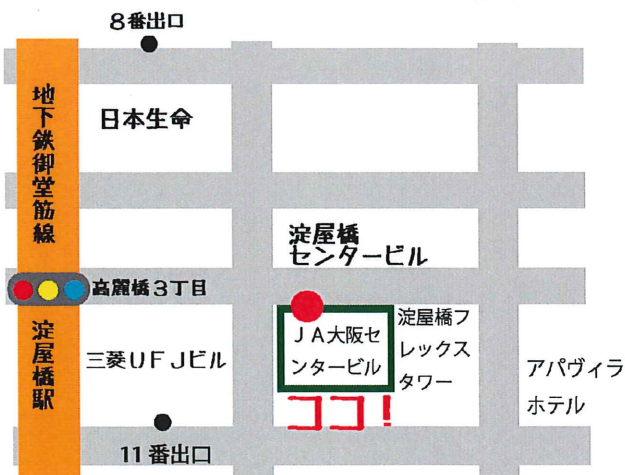 8番出口
地下鉄御堂筋線
日本生命
淀屋橋
センタービル
高麗橋3丁目
淀屋橋駅
三菱UFJビル
JA大阪セ
ンタービル
淀屋橋フ
レックス
タワー
アパヴィラ
ホテル
ココ!
11番出口